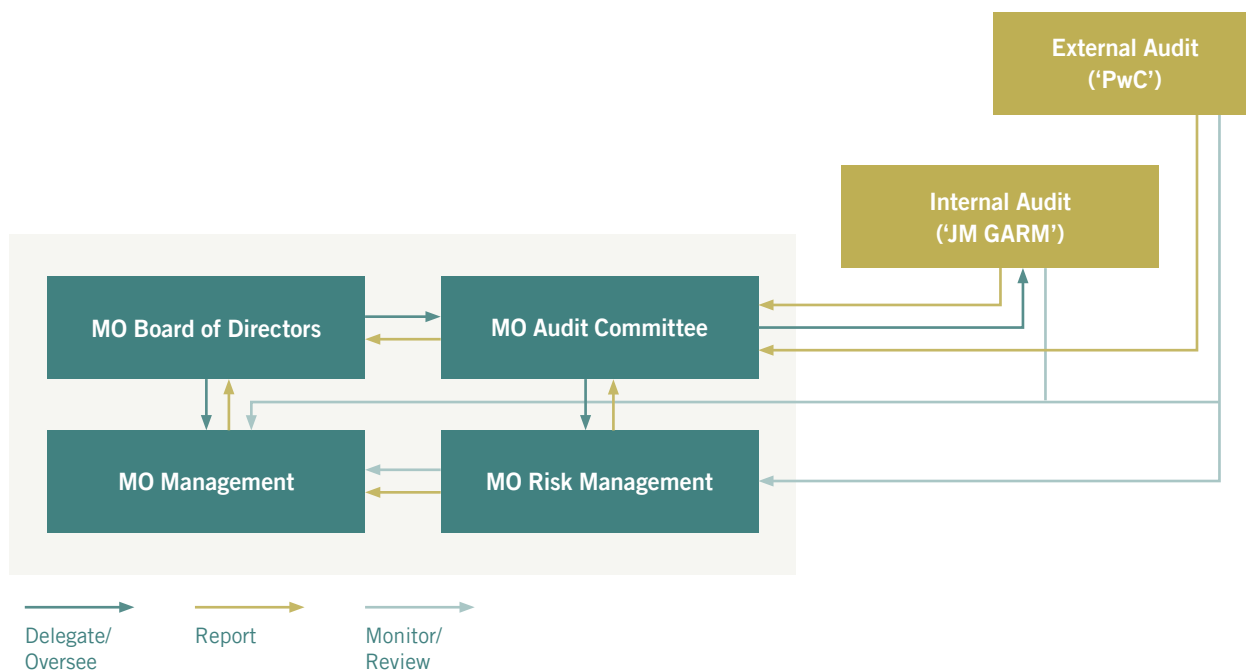 External Audit
(‘PwC’)
Internal Audit
(‘JM GARM’)
MO Board of Directors
MO Audit Committee
MO Management
MO Risk Management
Delegate/
Oversee
Report
Monitor/
Review